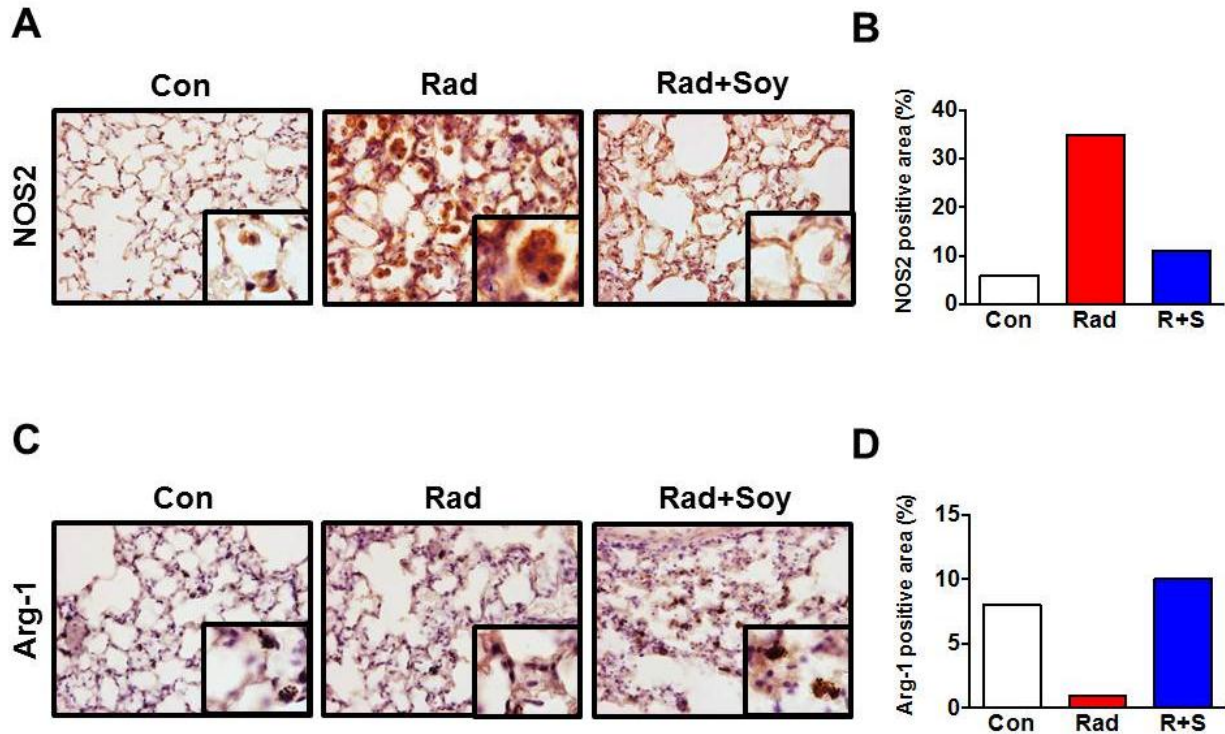 A
B
Con
Rad
Rad+Soy
NOS2
NOS2 positive area (%)
40
30
20
10
0
Con
Rad
R+S
C
D
Con
Rad
Rad+Soy
Arg-1
Arg-1 positive area (%)
15
10
5
0
Con
Rad
R+S